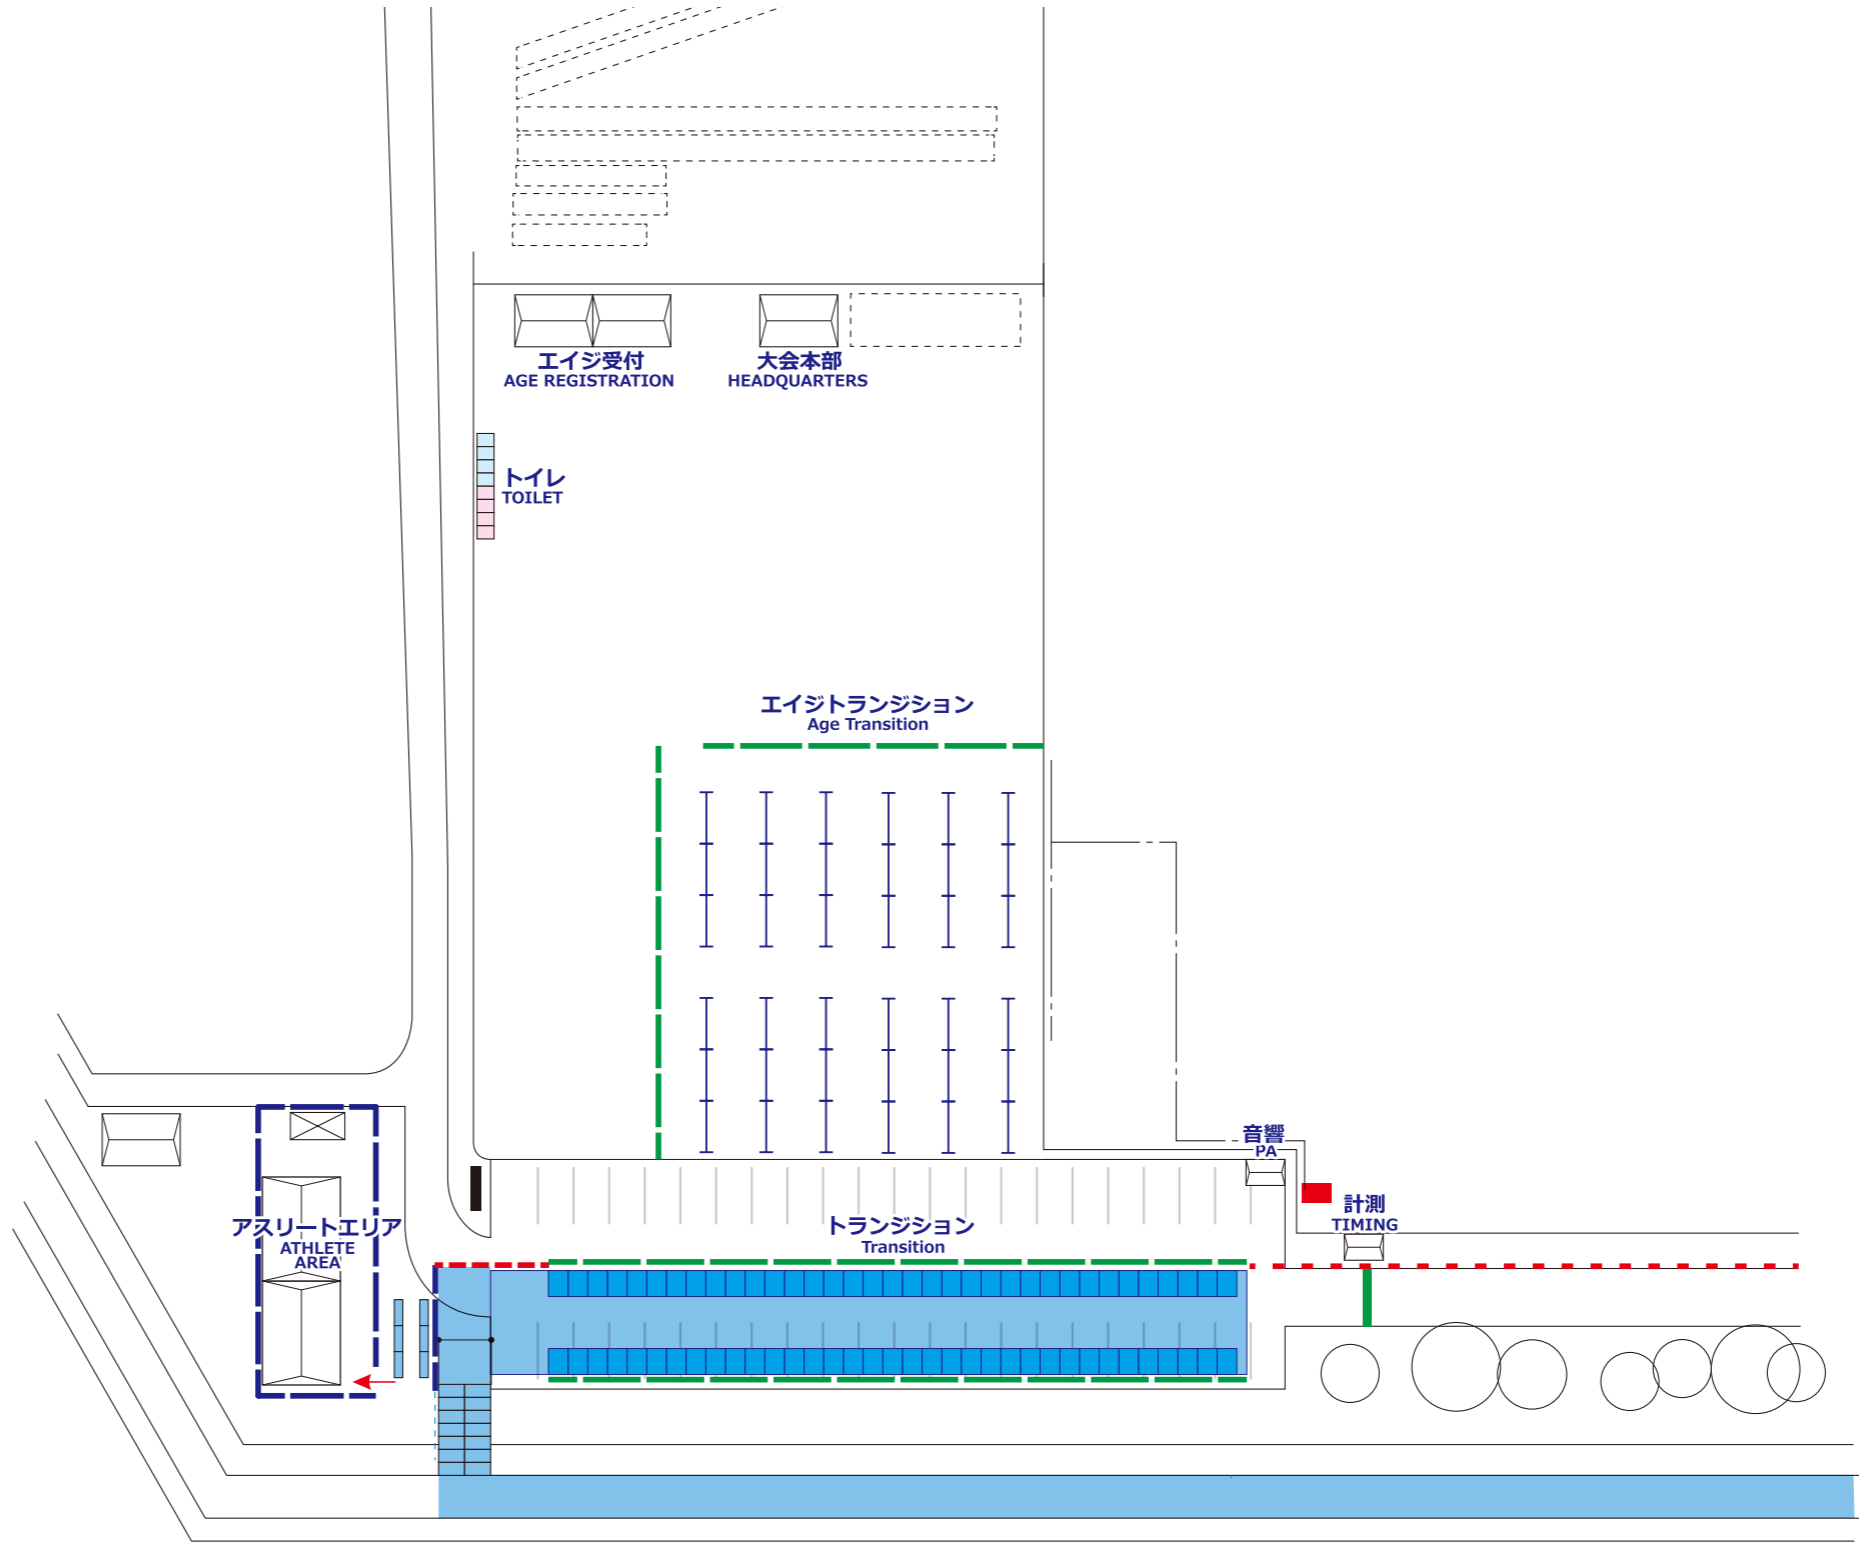 エイジ受付
AGE REGISTRATION
大会本部
HEADQUARTERS
トイレ
TOILET
エイジトランジション
Age Transition
音響
PA
計測
TIMING
アスリートエリア
ATHLETE
AREA
トランジション
Transition